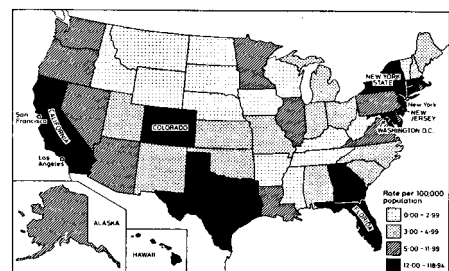 NEW YORK
STATE
New York
NEW
JERSEY
WASHINGTON D.C.
San
Francisco
CALIFORNIA
COLORADO
Los
Angeles
ALASKA
HAWAII
FLORIDA
Rate per 100,000
population
0·00 - 2·99
3·00 - 4·99
5·00 - 11·99
12·00 - 118·94